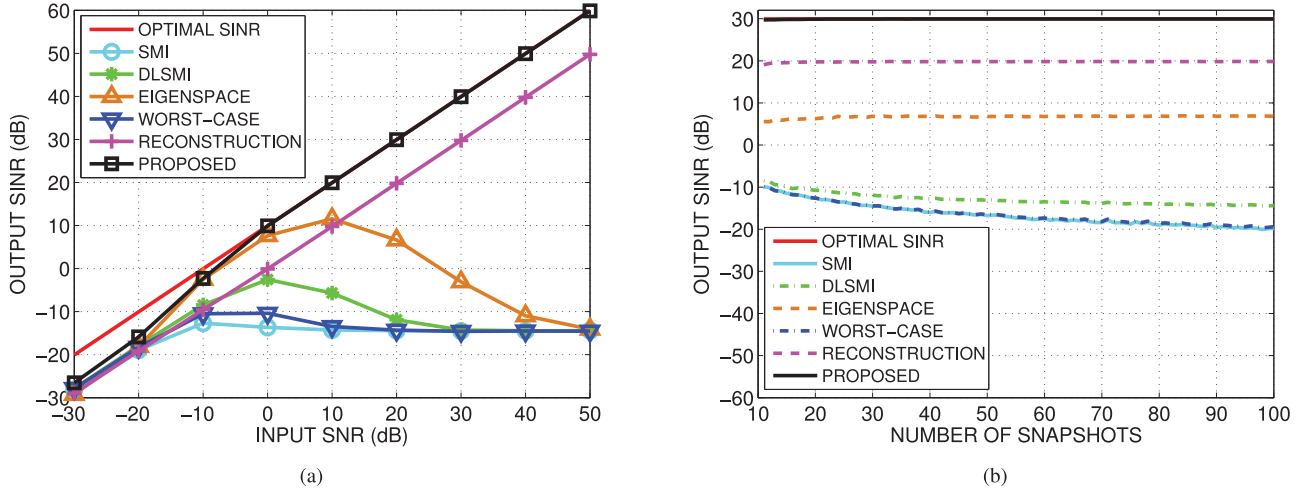 60
50
40
30
20
10
0
−10
−20
−30
OUTPUT SINR (dB)
OPTIMAL SINR
SMI
DLSMI
EIGENSPACE
WORST−CASE
RECONSTRUCTION
PROPOSED
−30 −20 −10 0 10 20 30 40 50
INPUT SNR (dB)
(a)
30
20
10
0
−10
−20
−30
−40
−50
−60
OUTPUT SINR (dB)
OPTIMAL SINR
SMI
DLSMI
EIGENSPACE
WORST−CASE
RECONSTRUCTION
PROPOSED
10 20 30 40 50 60 70 80 90 100
NUMBER OF SNAPSHOTS
(b)